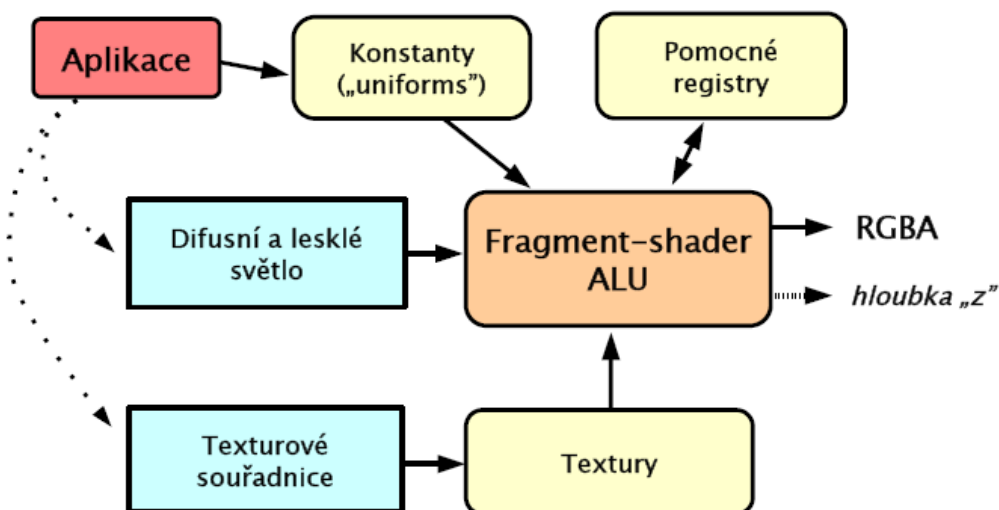 Aplikace
Konstanty
(„uniforms”)
Pomocné
registry
Difusní a lesklé
světlo
Fragment-shader
ALU
RGBA
hloubka „z”
Texturové
souřadnice
Textury